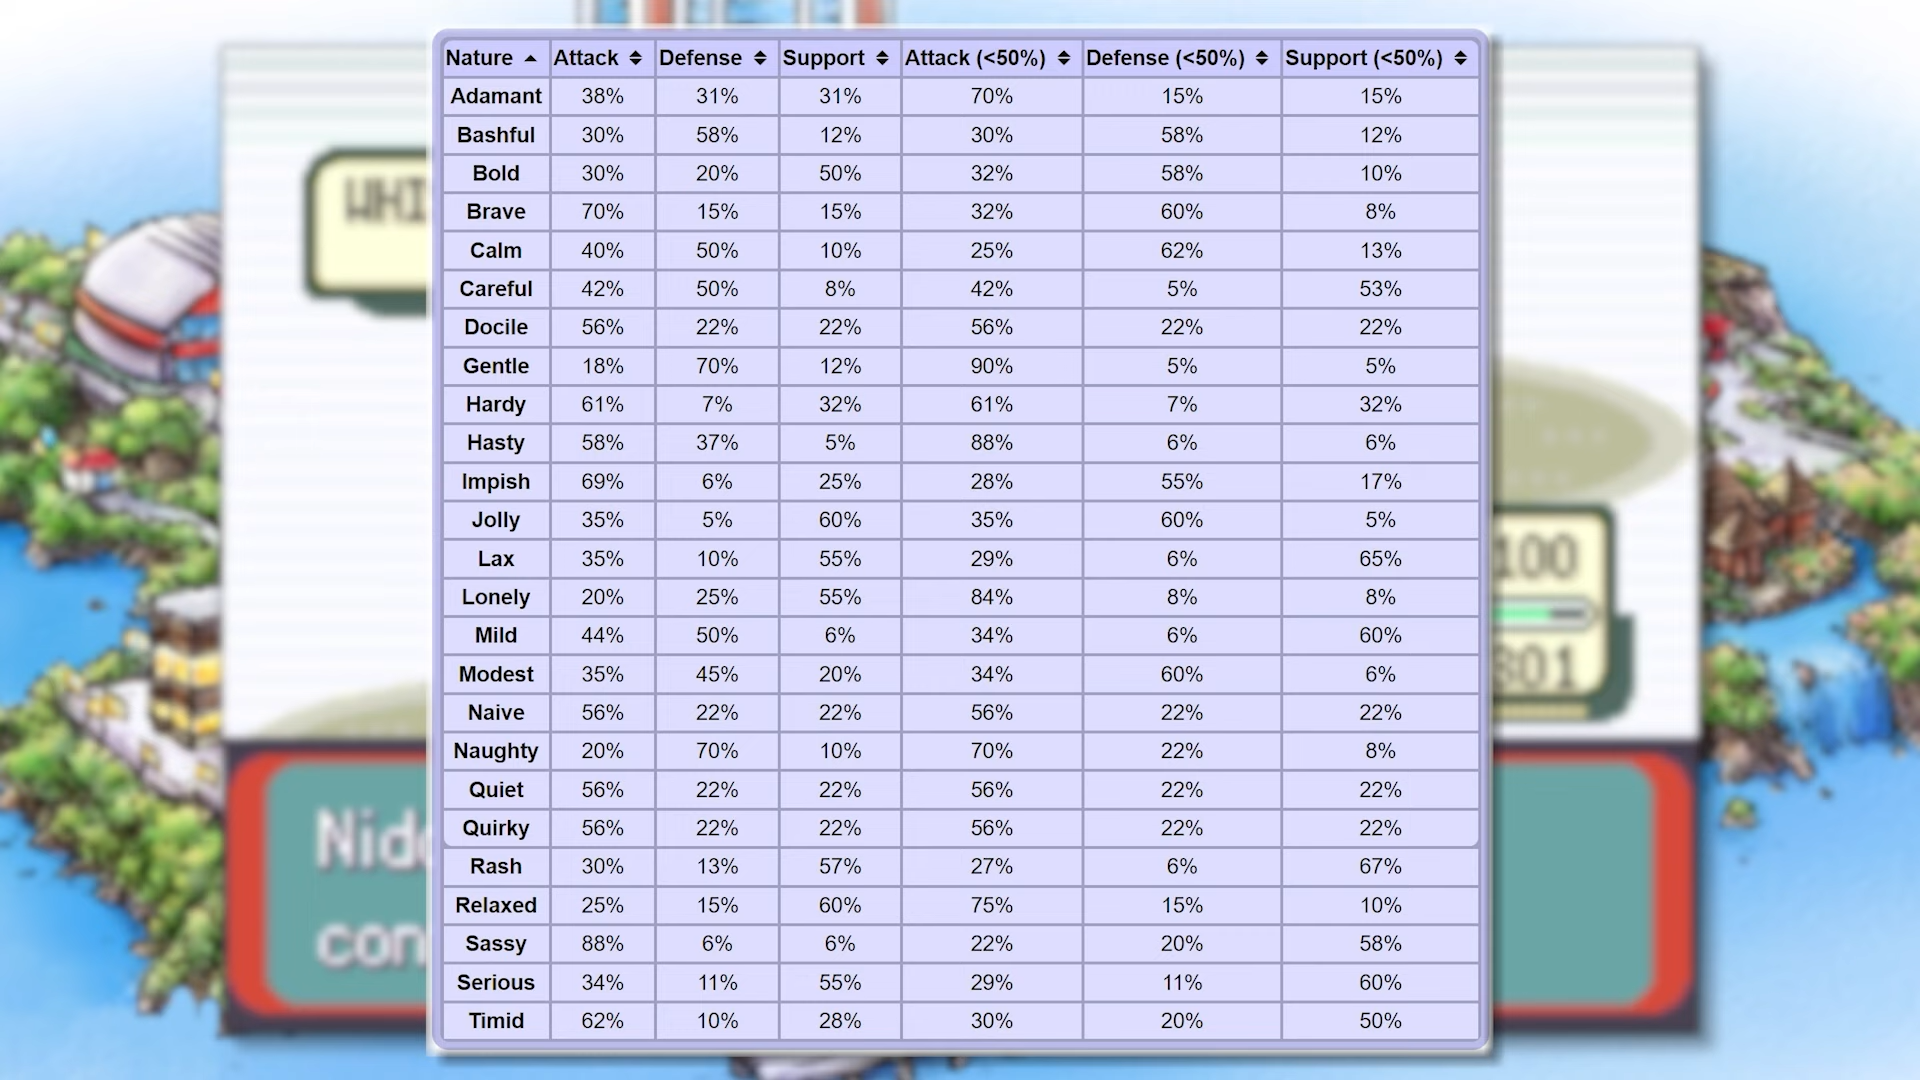 Nature Attack Defense Support Attack (<50%) Defense (<50%) Support (<50%)
Adamant 38% 31% 31% 70% 15% 15%
Bashful 30% 58% 12% 30% 58% 12%
Bold 30% 20% 50% 32% 58% 10%
Brave 70% 15% 15% 32% 60% 8%
Calm 40% 50% 10% 25% 62% 13%
Careful 42% 50% 8% 42% 5% 53%
Docile 56% 22% 22% 56% 22% 22%
Gentle 18% 70% 12% 90% 5% 5%
Hardy 61% 7% 32% 61% 7% 32%
Hasty 58% 37% 5% 88% 6% 6%
Impish 69% 6% 25% 28% 55% 17%
Jolly 35% 5% 60% 35% 60% 5%
Lax 35% 10% 55% 29% 6% 65%
Lonely 20% 25% 55% 84% 8% 8%
Mild 44% 50% 6% 34% 6% 60%
Modest 35% 45% 20% 34% 60% 6%
Naive 56% 22% 22% 56% 22% 22%
Naughty 20% 70% 10% 70% 22% 8%
Quiet 56% 22% 22% 56% 22% 22%
Quirky 56% 22% 22% 56% 22% 22%
Rash 30% 13% 57% 27% 6% 67%
Relaxed 25% 15% 60% 75% 15% 10%
Sassy 88% 6% 6% 22% 20% 58%
Serious 34% 11% 55% 29% 11% 60%
Timid 62% 10% 28% 30% 20% 50%
WHI
100
301
Nid
con